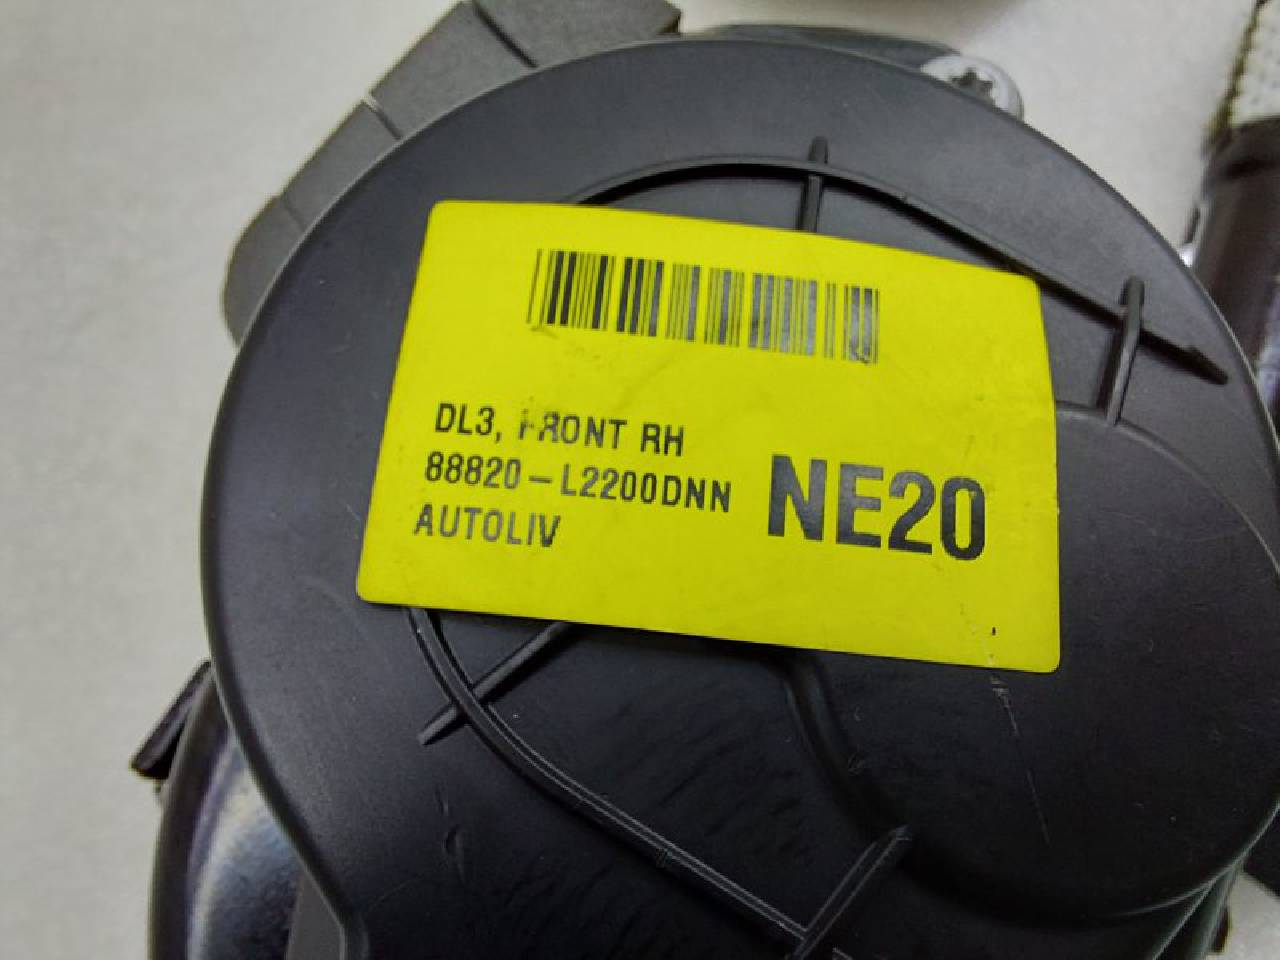 DL3, FRONT RH
88820-L2200DNN
AUTOLIV
NE20